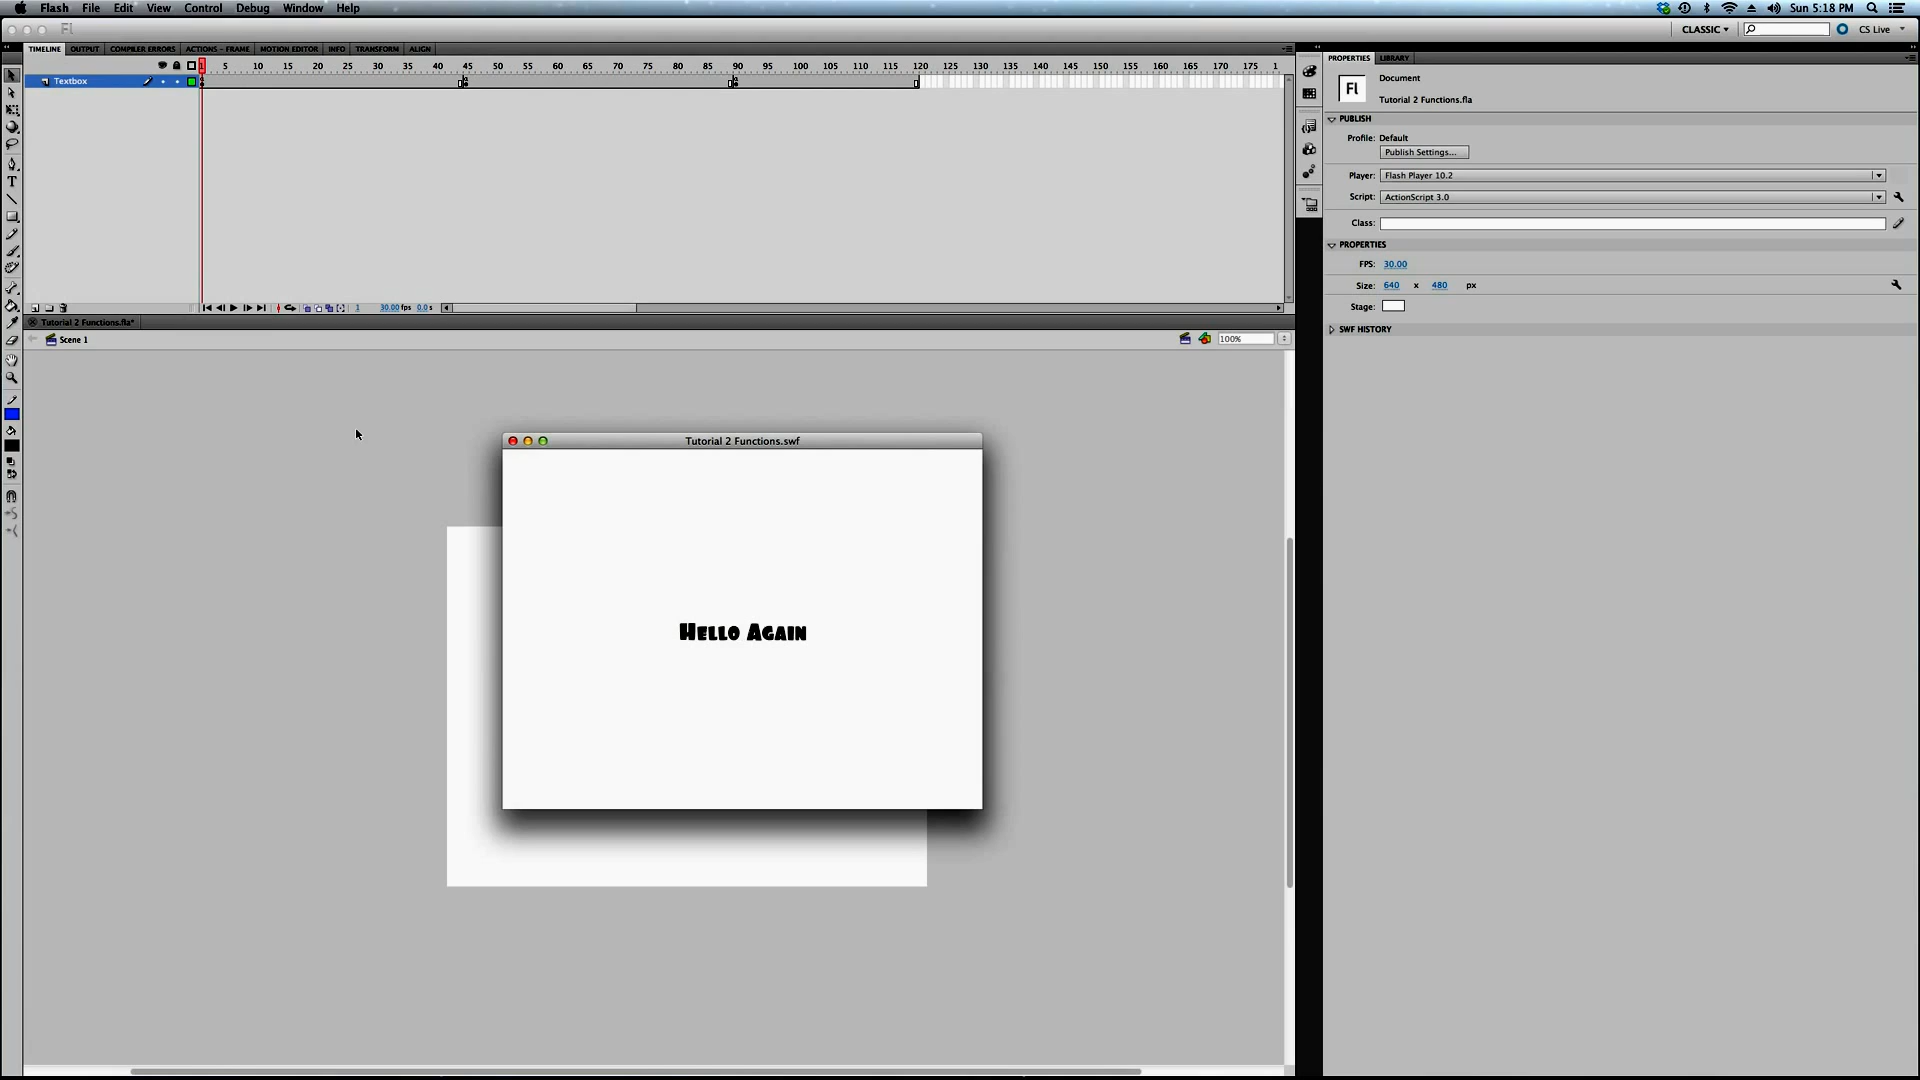 Flash File Edit View Control Debug Window Help Sun 5:18 PM
Fl CLASSIC CS Live
TIMELINE OUTPUT COMPILER ERRORS ACTIONS - FRAME MOTION EDITOR INFO TRANSFORM ALIGN
1 5 10 15 20 25 30 35 40 45 50 55 60 65 70 75 80 85 90 95 100 105 110 115 120 125 130 135 140 145 150 155 160 165 170 175 1
Textbox
1 30.00 fps 0.0 s
Tutorial 2 Functions.fla*
Scene 1 100%
Tutorial 2 Functions.swf
Hello Again
PROPERTIES LIBRARY
Fl Document
Tutorial 2 Functions.fla
PUBLISH
Profile: Default
Publish Settings...
Player: Flash Player 10.2
Script: ActionScript 3.0
Class:
PROPERTIES
FPS: 30.00
Size: 640 x 480 px
Stage:
SWF HISTORY